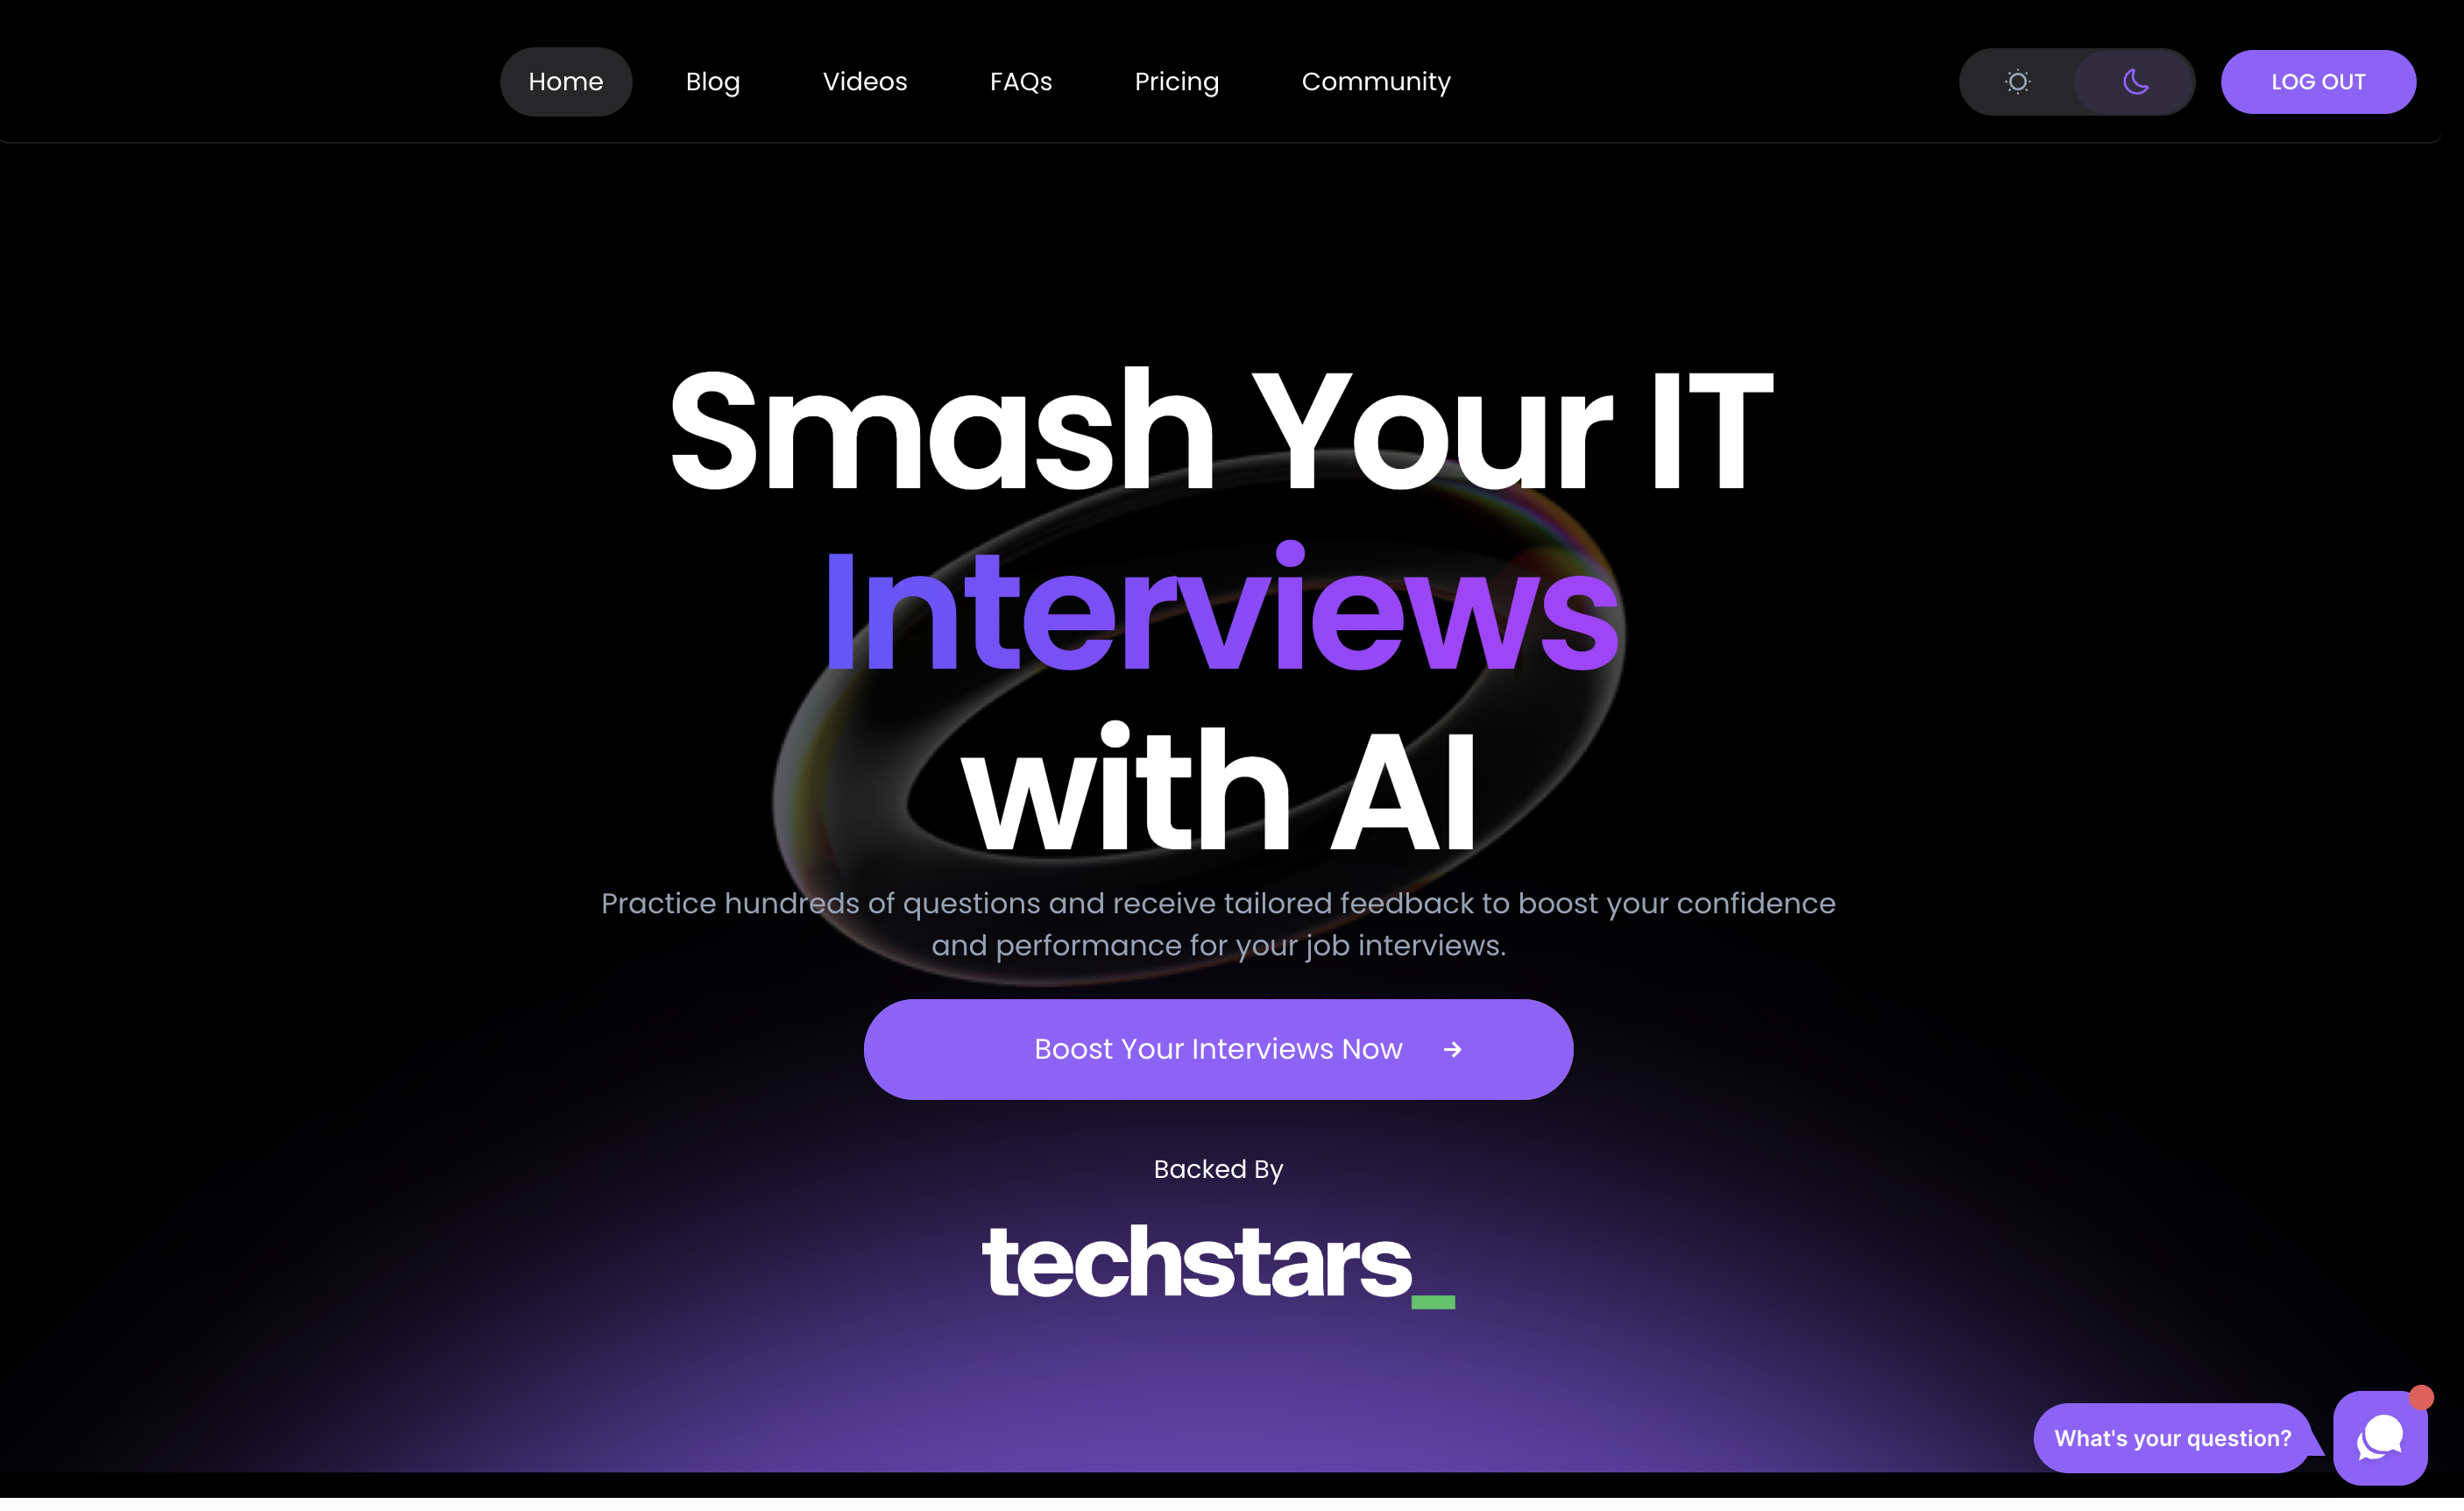 Home Blog Videos FAQs Pricing Community LOG OUT
Smash Your IT
Interviews
with AI
Practice hundreds of questions and receive tailored feedback to boost your confidence
and performance for your job interviews.
Boost Your Interviews Now →
Backed By
techstars_
What's your question?